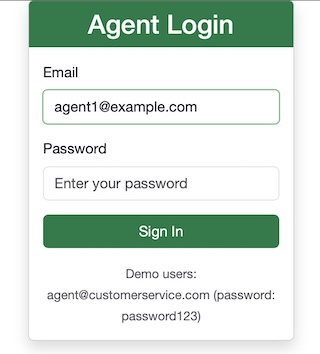 Agent Login
Email
agent1@example.com
Password
Enter your password
Sign In
Demo users:
agent@customerservice.com (password:
password123)